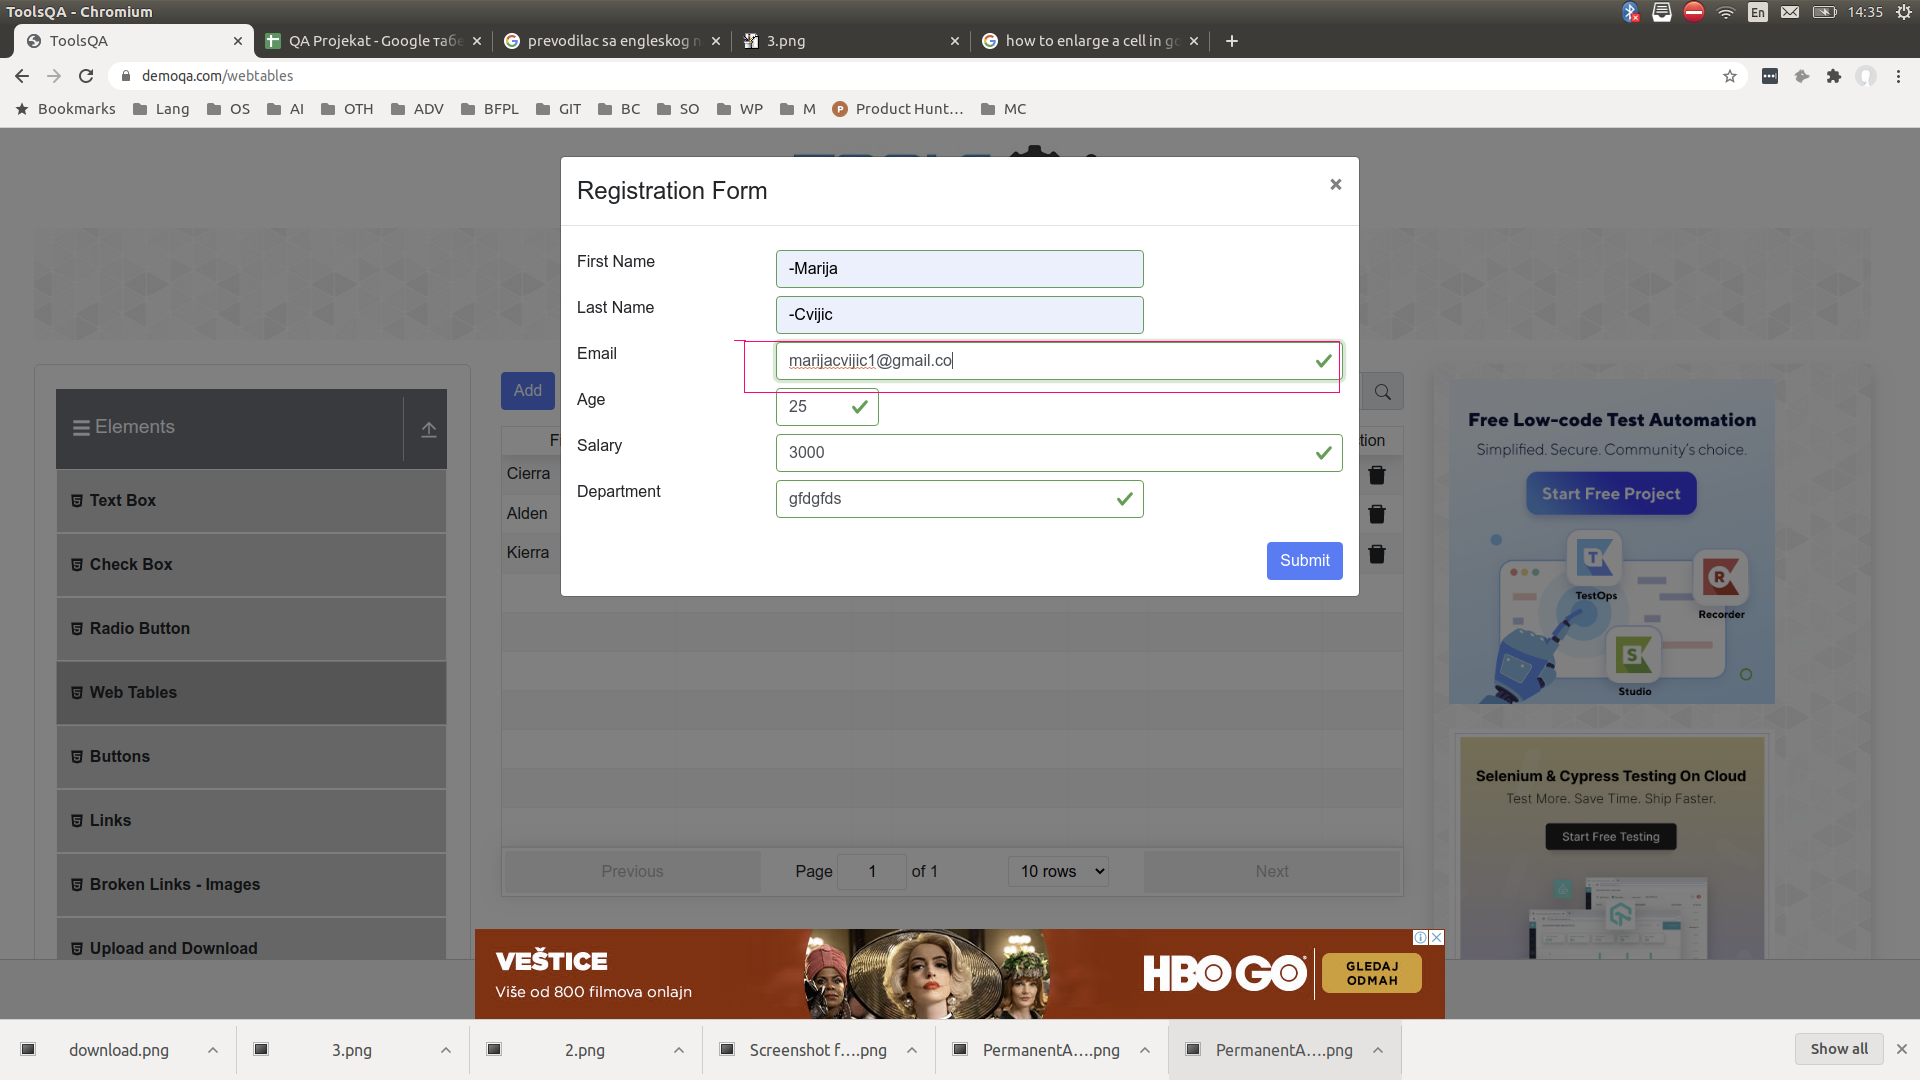 ToolsQA - Chromium
En
14:35
ToolsQA
QA Projekat - Google табе
prevodilac sa engleskog n
3.png
how to enlarge a cell in go
demoqa.com/webtables
Bookmarks
Lang
OS
AI
OTH
ADV
BFPL
GIT
BC
SO
WP
M
Product Hunt…
MC
Registration Form
×
First Name
-Marija
Last Name
-Cvijic
Email
marijacvijic1@gmail.co
Age
25
Salary
3000
Department
gfdgfds
Submit
Elements
Text Box
Check Box
Radio Button
Web Tables
Buttons
Links
Broken Links - Images
Upload and Download
Add
Fi
tion
Cierra
Alden
Kierra
Previous
Page 1 of 1
10 rows
Next
Free Low-code Test Automation
Simplified. Secure. Community’s choice.
Start Free Project
TestOps
Recorder
Studio
Selenium & Cypress Testing On Cloud
Test More. Save Time. Ship Faster.
Start Free Testing
VEŠTICE
Više od 800 filmova onlajn
HBO GO
GLEDAJ
ODMAH
download.png
3.png
2.png
Screenshot f….png
PermanentA….png
PermanentA….png
Show all